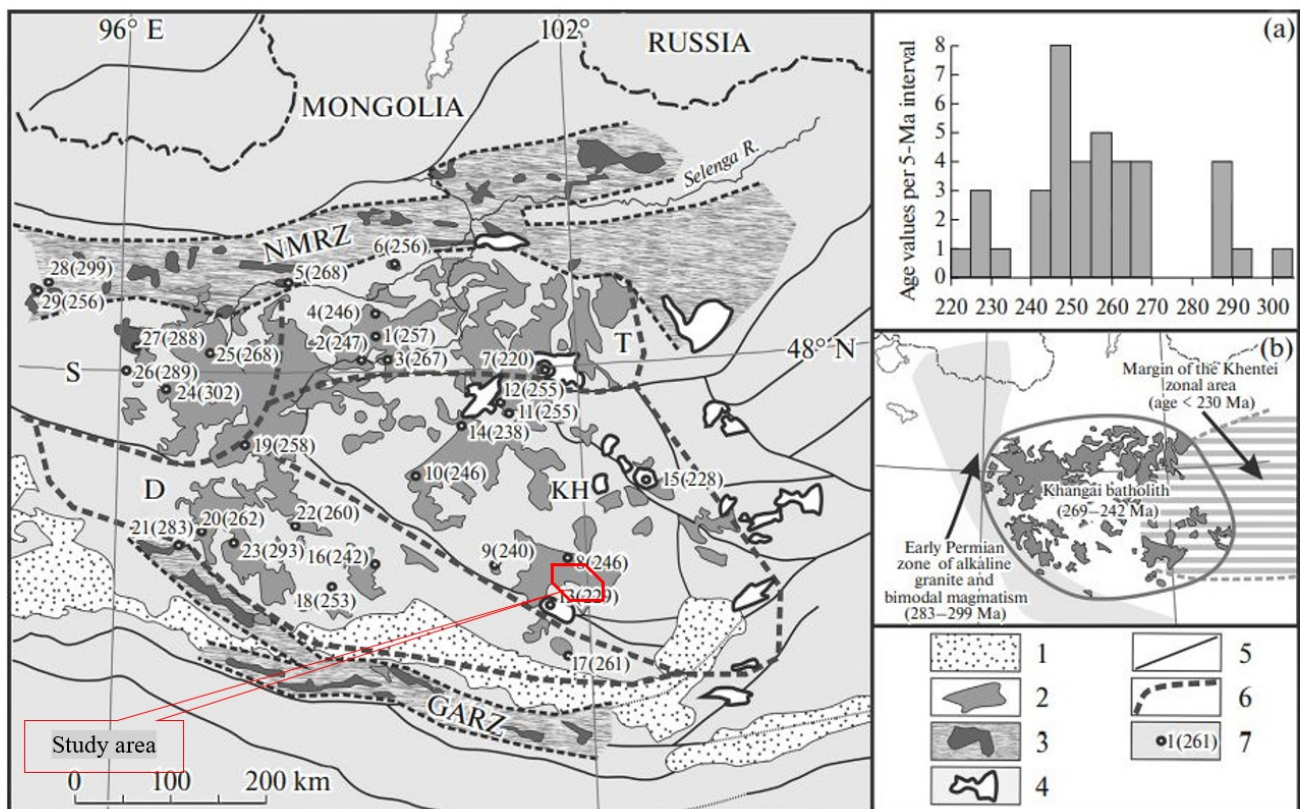 96° E
102°
RUSSIA
MONGOLIA
Selenga R.
NMRZ
6(256)
28(299)
5(268)
29(256)
4(246)
27(288)
1(257)
2(247)
25(268)
3(267)
7(220)
T
48° N
S
26(289)
12(255)
24(302)
11(255)
14(238)
19(258)
10(246)
15(228)
D
KH
22(260)
20(262)
21(283)
23(293)
16(242)
9(240)
8(246)
18(253)
13(229)
17(261)
GARZ
Study area
0 100 200 km
(a)
Age values per 5-Ma interval
8
7
6
5
4
3
2
1
0
220 230 240 250 260 270 280 290 300
(b)
Margin of the Khentei
zonal area
(age < 230 Ma)
Khangai batholith
(269–242 Ma)
Early Permian
zone of alkaline
granite and
bimodal magmatism
(283–299 Ma)
1
2
3
4
5
6
1(261) 7